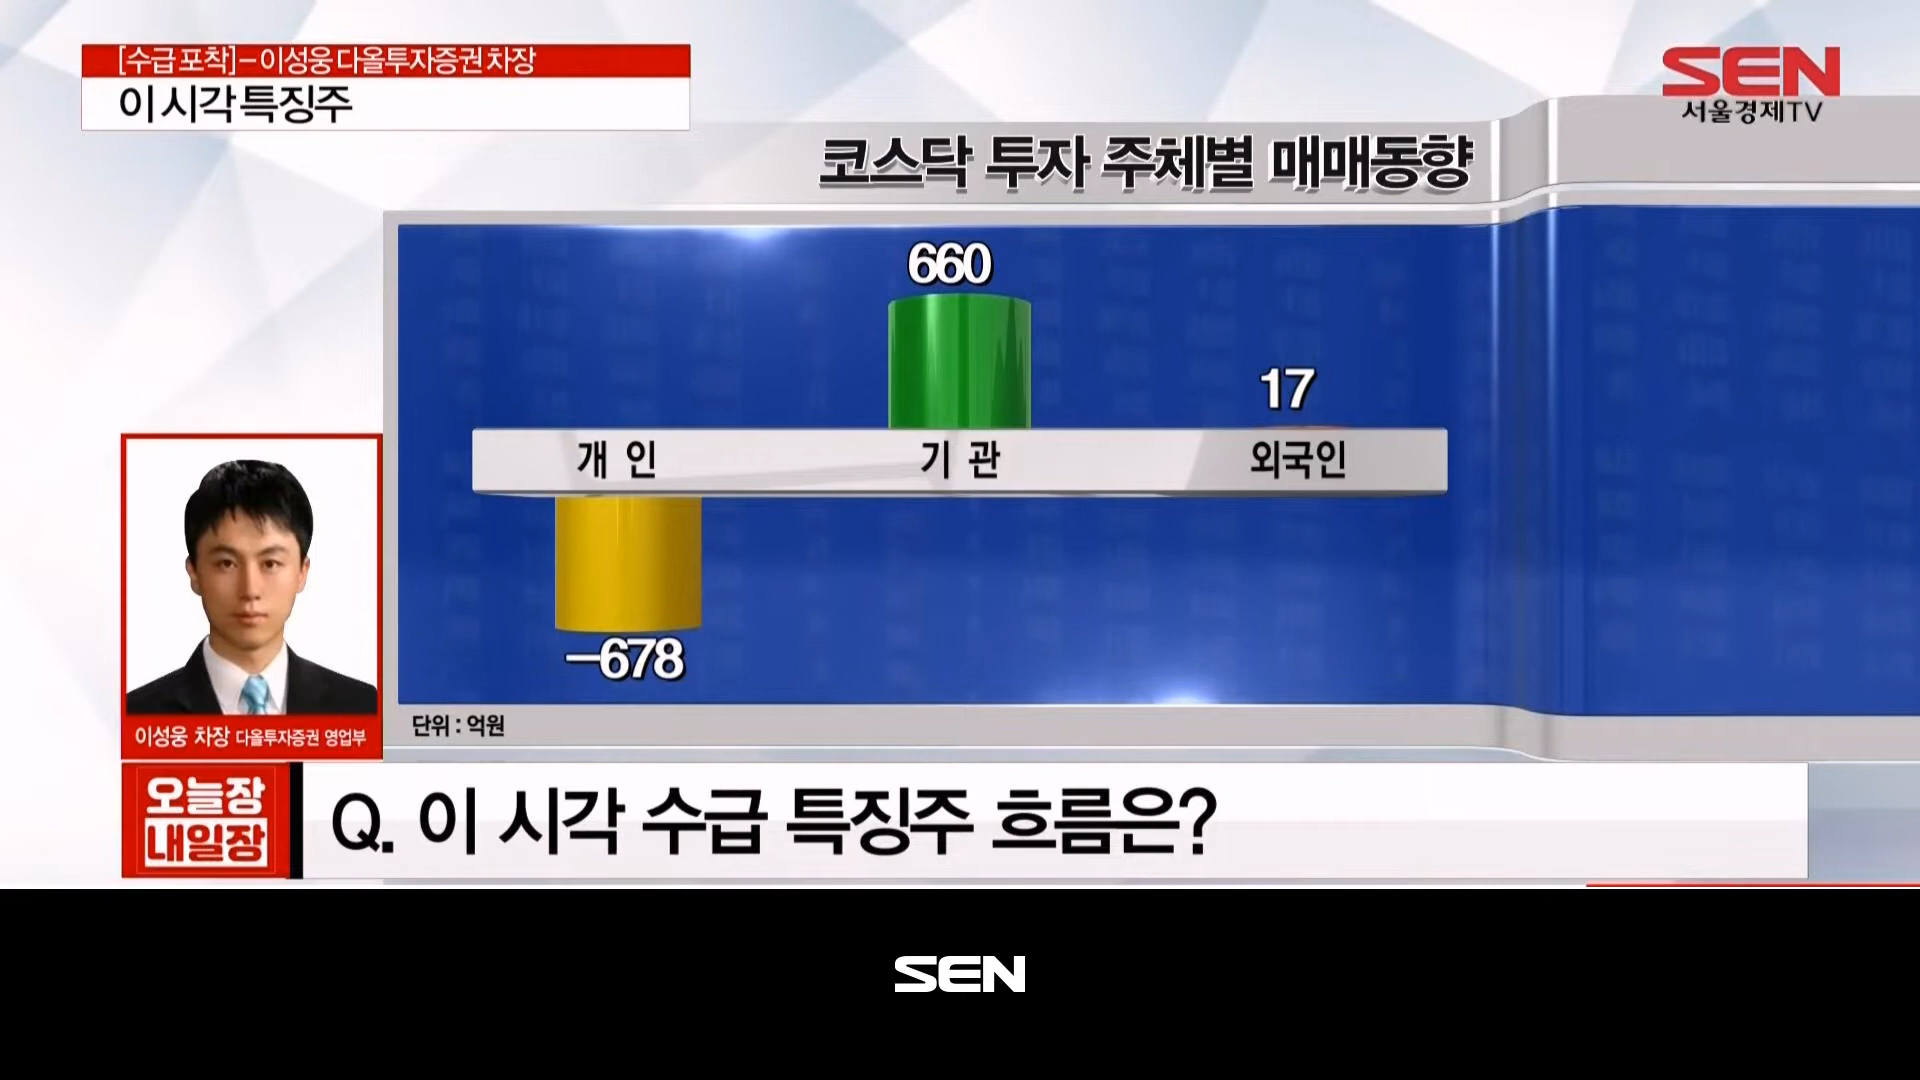 [수급 포착] - 이성웅 다올투자증권 차장
이 시각 특징주
SEN
서울경제TV
코스닥 투자 주체별 매매동향
660
17
개 인
기 관
외국인
-678
단위 : 억원
이성웅 차장 다올투자증권 영업부
오늘장
내일장
Q. 이 시각 수급 특징주 흐름은?
SEN